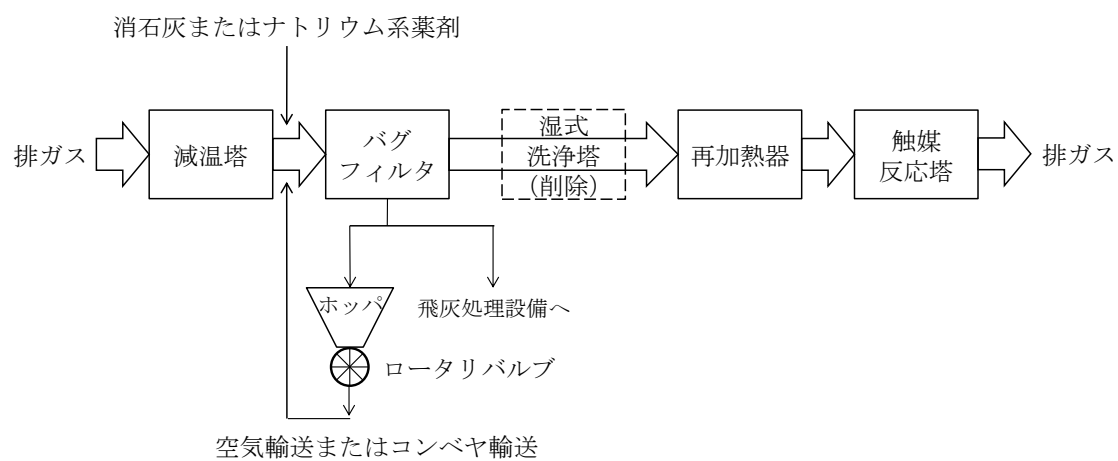 消石灰またはナトリウム系薬剤
排ガス
減温塔
バグ
フィルタ
湿式
洗浄塔
(削除)
再加熱器
触媒
反応塔
排ガス
ホッパ
飛灰処理設備へ
ロータリバルブ
空気輸送またはコンベヤ輸送